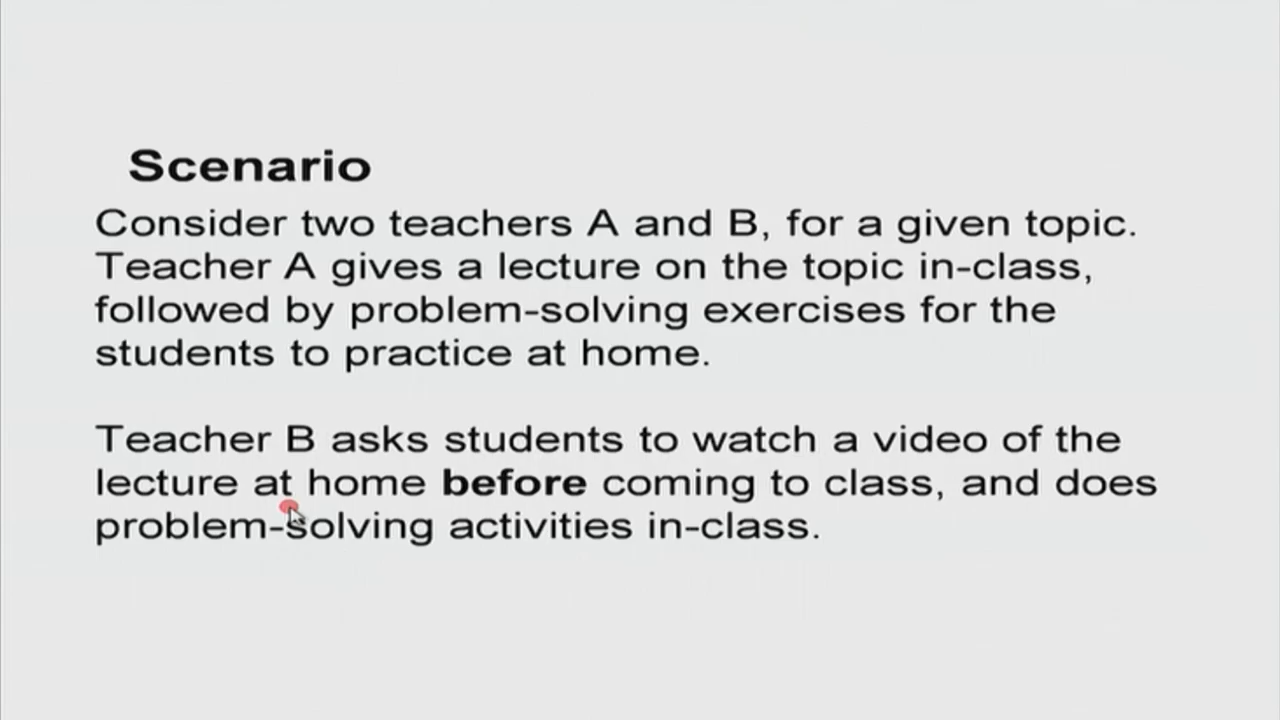 Scenario
Consider two teachers A and B, for a given topic.
Teacher A gives a lecture on the topic in-class,
followed by problem-solving exercises for the
students to practice at home.
Teacher B asks students to watch a video of the
lecture at home before coming to class, and does
problem-solving activities in-class.